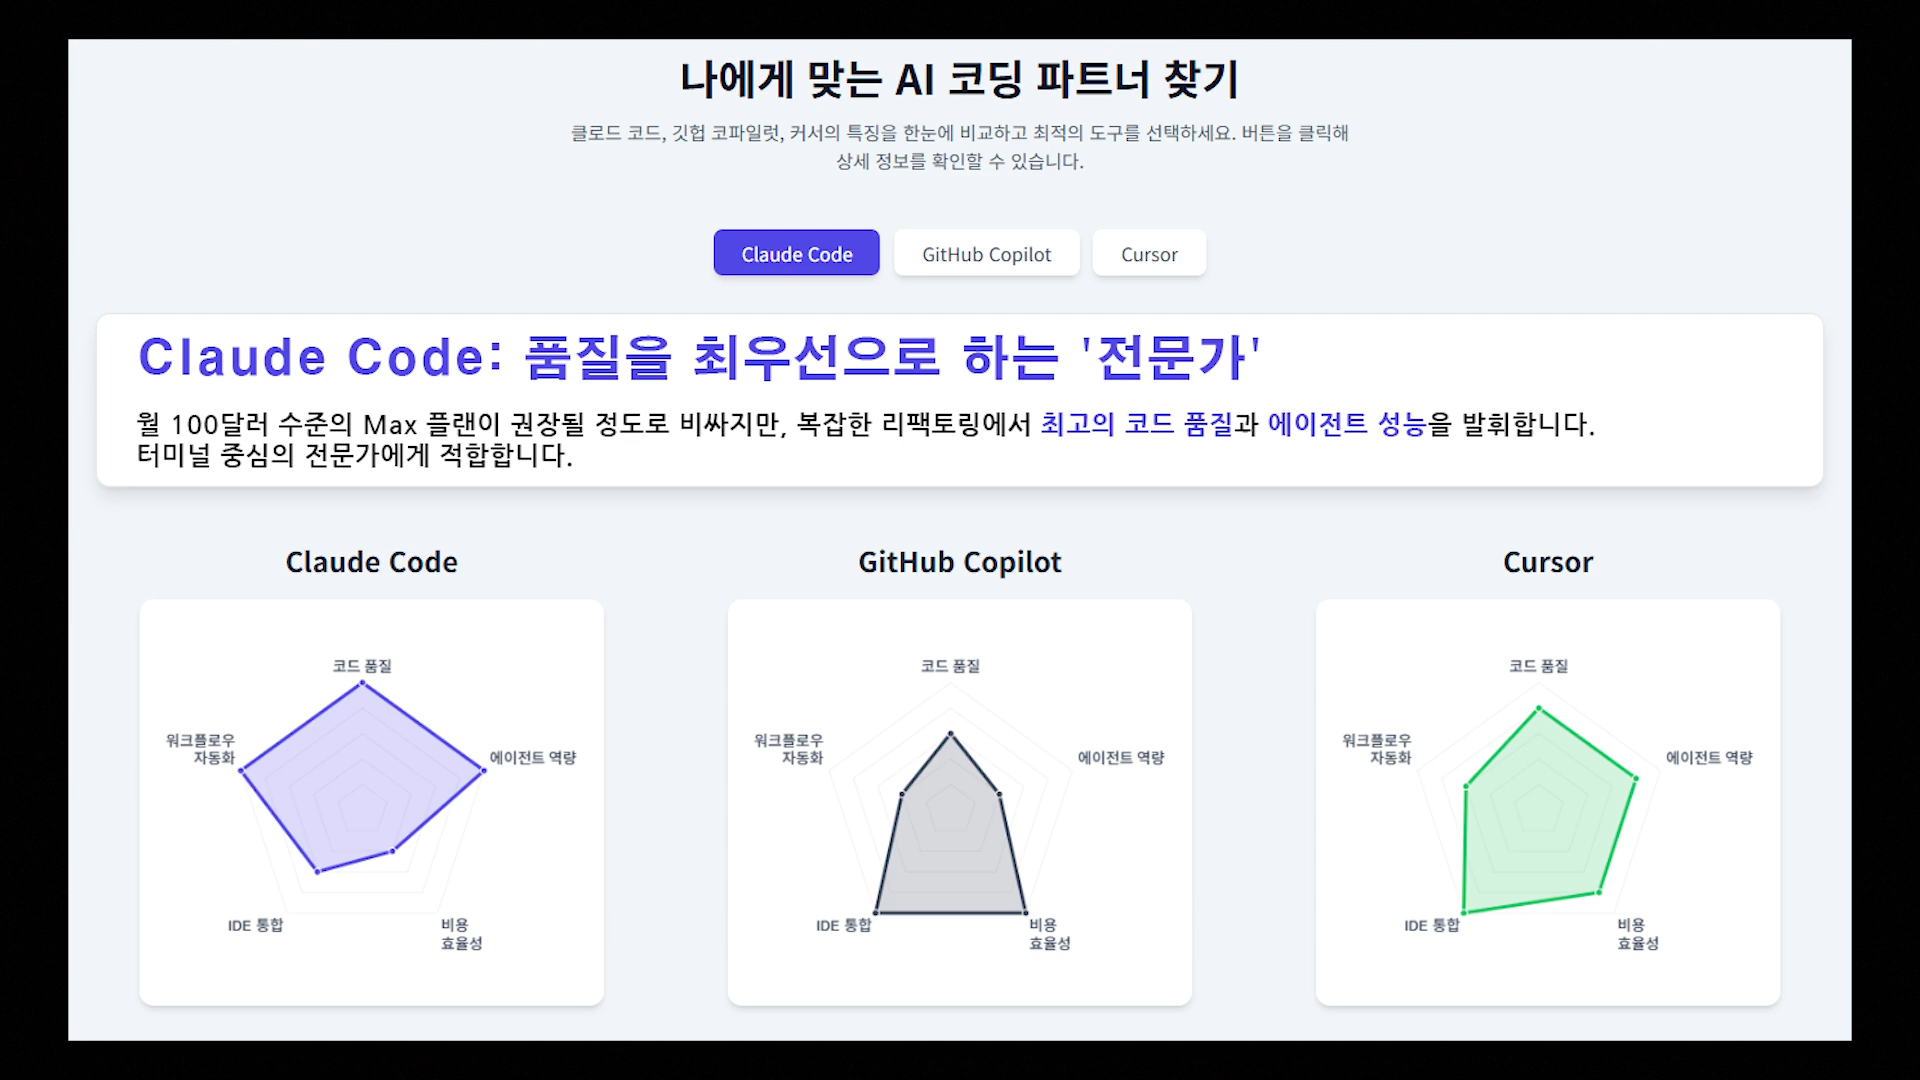 나에게 맞는 AI 코딩 파트너 찾기
클로드 코드, 깃헙 코파일럿, 커서의 특징을 한눈에 비교하고 최적의 도구를 선택하세요. 버튼을 클릭해
상세 정보를 확인할 수 있습니다.
Claude Code
GitHub Copilot
Cursor
Claude Code: 품질을 최우선으로 하는 '전문가'
월 100달러 수준의 Max 플랜이 권장될 정도로 비싸지만, 복잡한 리팩토링에서 최고의 코드 품질과 에이전트 성능을 발휘합니다.
터미널 중심의 전문가에게 적합합니다.
Claude Code
코드 품질
워크플로우
자동화
에이전트 역량
IDE 통합
비용
효율성
GitHub Copilot
코드 품질
워크플로우
자동화
에이전트 역량
IDE 통합
비용
효율성
Cursor
코드 품질
워크플로우
자동화
에이전트 역량
IDE 통합
비용
효율성